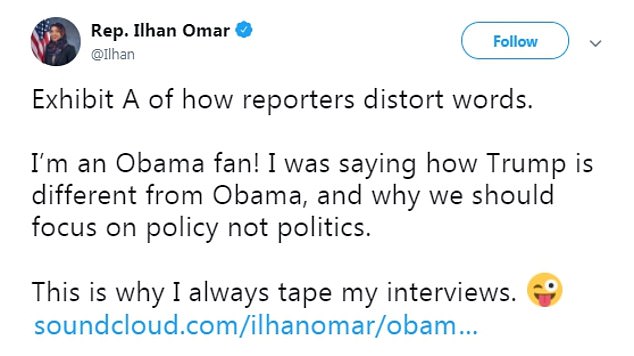 Rep. Ilhan Omar
@Ilhan
Follow
Exhibit A of how reporters distort words.
I'm an Obama fan! I was saying how Trump is
different from Obama, and why we should
focus on policy not politics.
This is why I always tape my interviews. 😜
soundcloud.com/ilhanomar/obam...